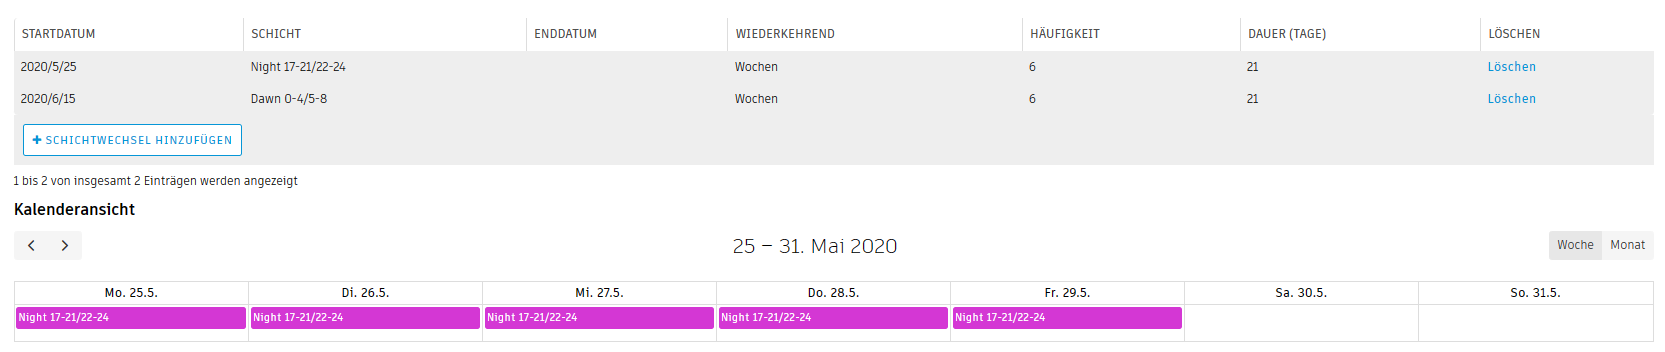 STARTDATUM SCHICHT ENDDATUM WIEDERKEHREND HÄUFIGKEIT DAUER (TAGE) LÖSCHEN
2020/5/25 Night 17-21/22-24 Wochen 6 21 Löschen
2020/6/15 Dawn 0-4/5-8 Wochen 6 21 Löschen
+ SCHICHTWECHSEL HINZUFÜGEN
1 bis 2 von insgesamt 2 Einträgen werden angezeigt
Kalenderansicht
25 – 31. Mai 2020 Woche Monat
Mo. 25.5. Di. 26.5. Mi. 27.5. Do. 28.5. Fr. 29.5. Sa. 30.5. So. 31.5.
Night 17-21/22-24 Night 17-21/22-24 Night 17-21/22-24 Night 17-21/22-24 Night 17-21/22-24